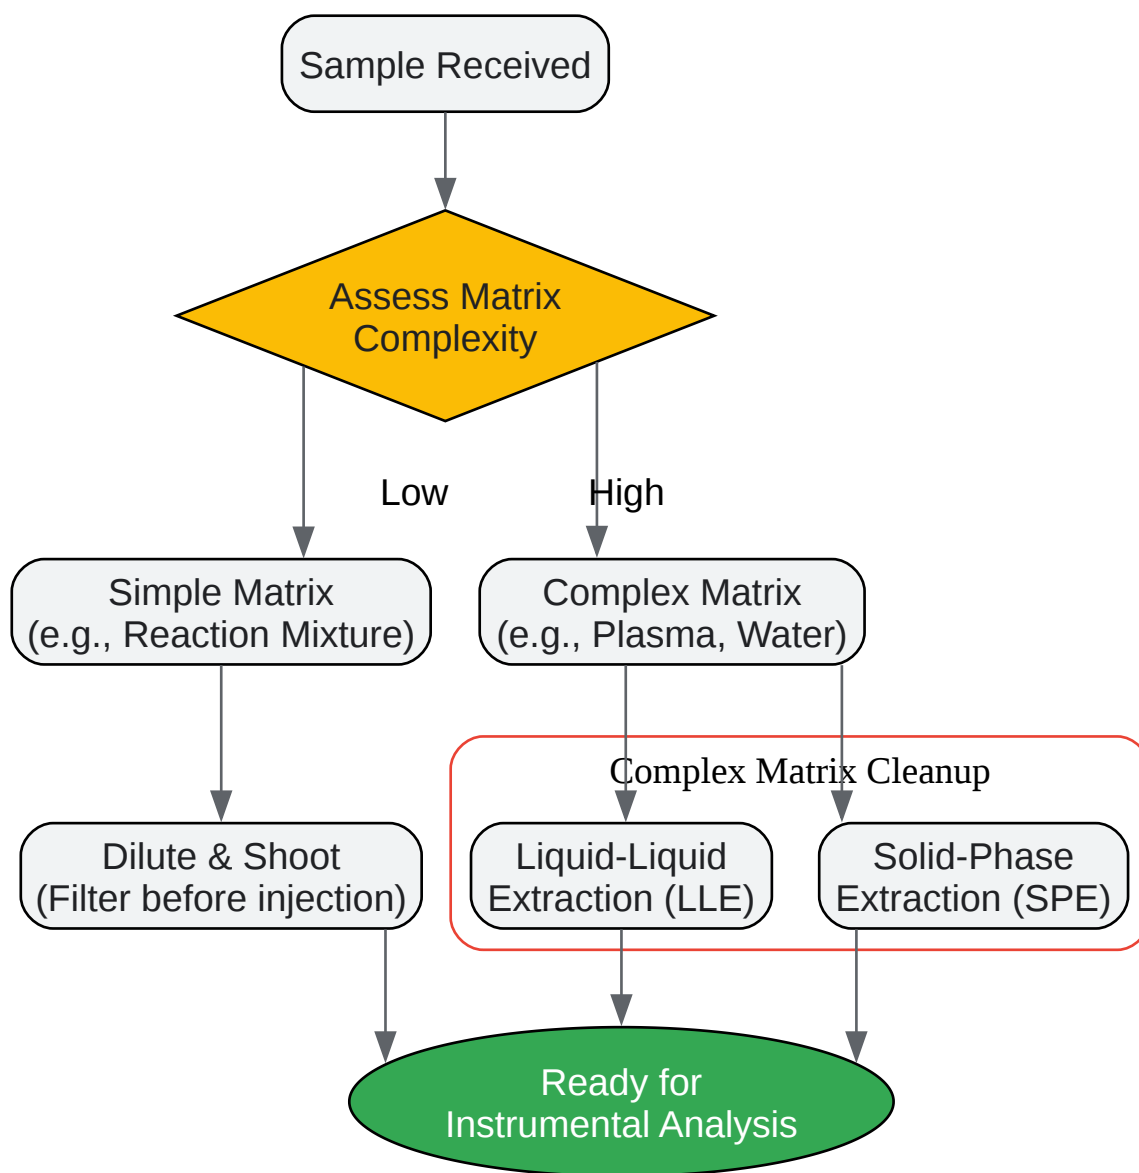 Sample Received
Assess Matrix
Complexity
Low
High
Simple Matrix
(e.g., Reaction Mixture)
Complex Matrix
(e.g., Plasma, Water)
Complex Matrix Cleanup
Dilute & Shoot
(Filter before injection)
Liquid-Liquid
Extraction (LLE)
Solid-Phase
Extraction (SPE)
Ready for
Instrumental Analysis